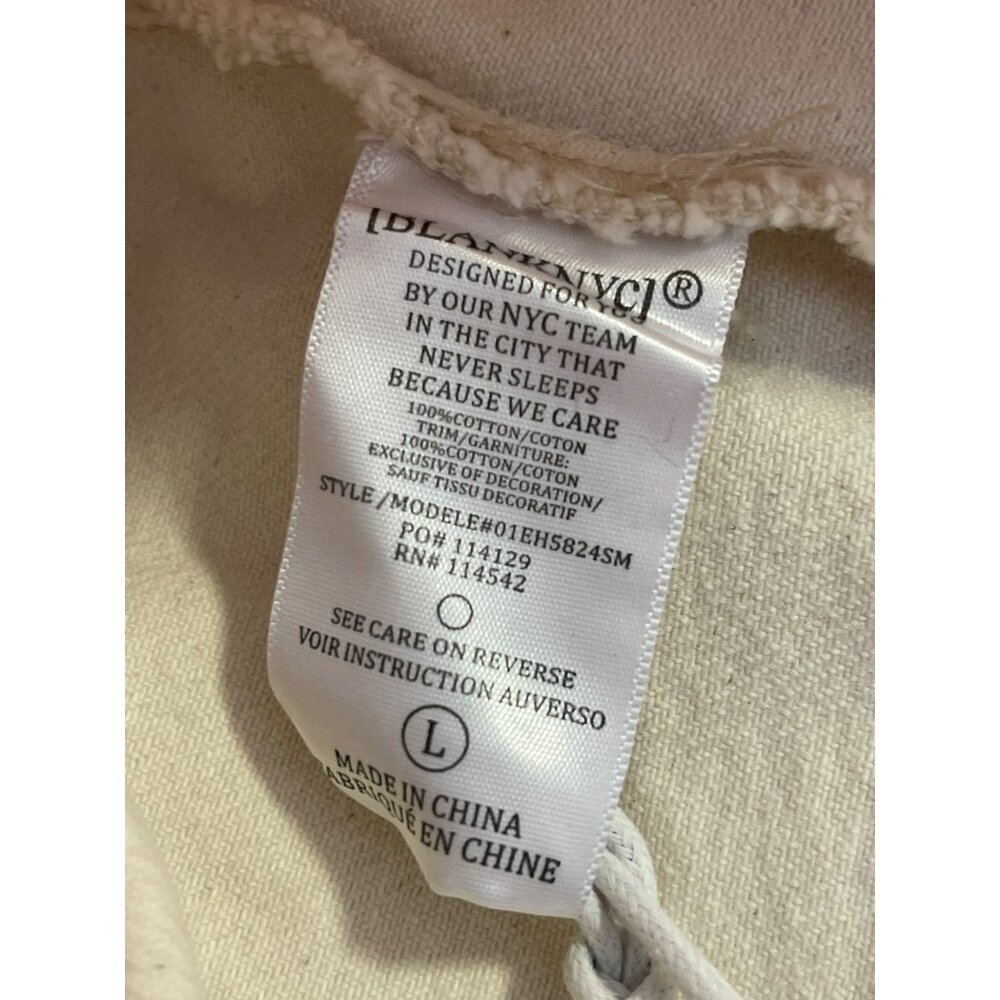 [BLANKNYC]®
DESIGNED FOR YOU
BY OUR NYC TEAM
IN THE CITY THAT
NEVER SLEEPS
BECAUSE WE CARE
100%COTTON/COTON
TRIM/GARNITURE:
100%COTTON/COTON
EXCLUSIVE OF DECORATION/
SAUF TISSU DECORATIF
STYLE/MODELE#01EH5824SM
PO# 114129
RN# 114542
SEE CARE ON REVERSE
VOIR INSTRUCTION AUVERSO
L
MADE IN CHINA
FABRIQUÉ EN CHINE